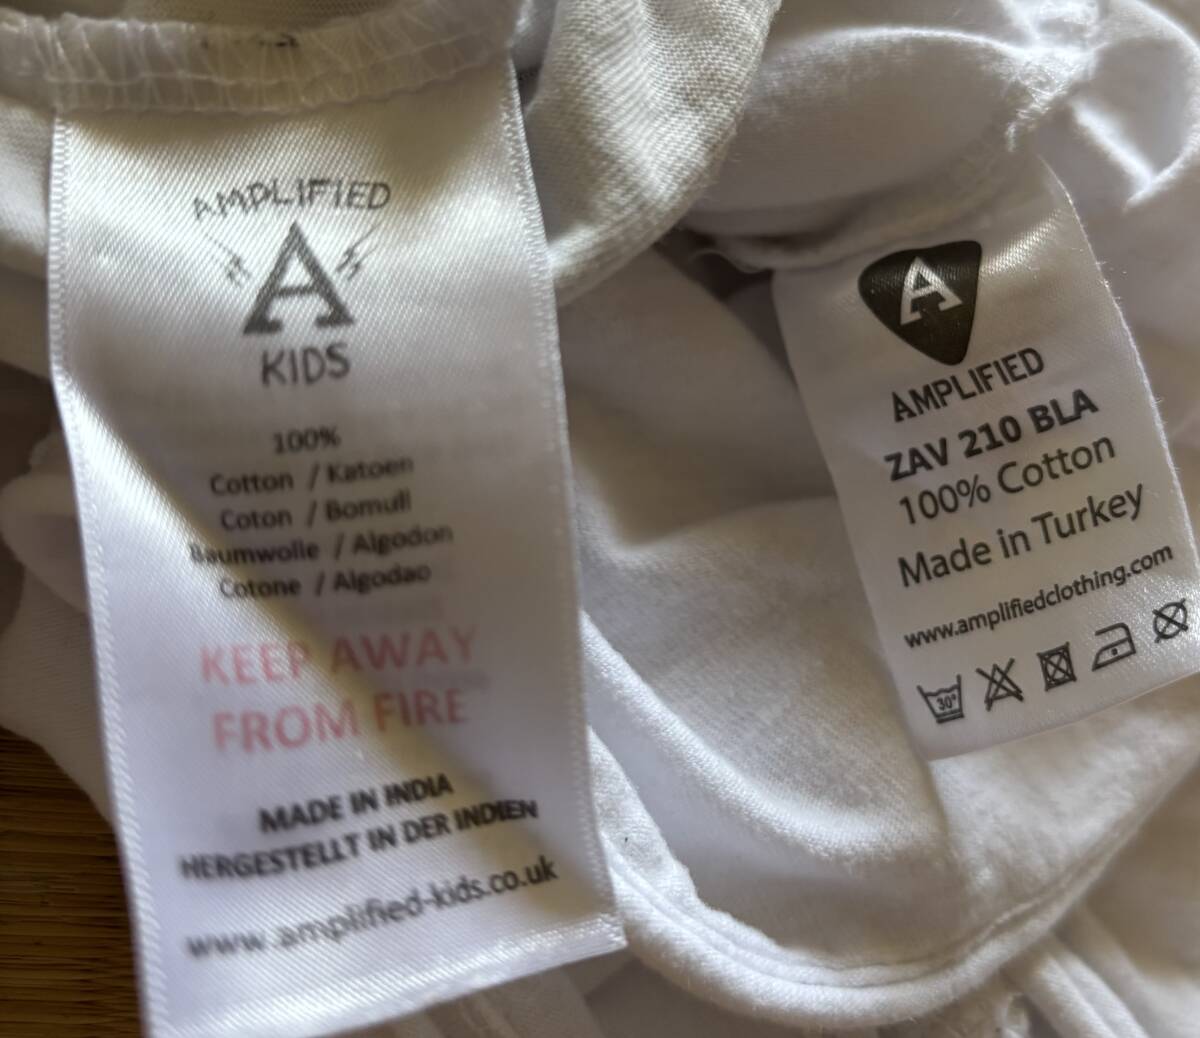 AMPLIFIED
A
KIDS
100%
Cotton / Katoen
Coton / Bomull
Baumwolle / Algodon
Cotone / Algodao
KEEP AWAY
FROM FIRE
MADE IN INDIA
HERGESTELLT IN DER INDIEN
www.amplified-kids.co.uk
A
AMPLIFIED
ZAV 210 BLA
100% Cotton
Made in Turkey
www.amplifiedclothing.com
30°